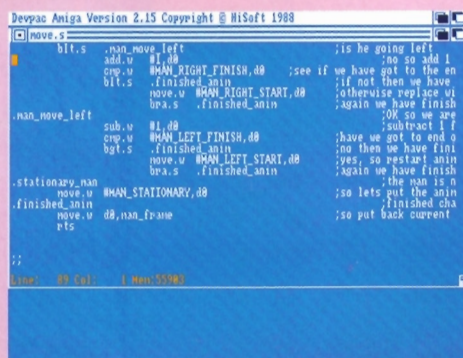 Devpac Amiga Version 2.15 Copyright © HiSoft 1988
move.s
blt.s .man_move_left ;is he going left
add.w #1,d0 ;no so add 1
cmp.w #MAN_RIGHT_FINISH,d0 ;see if we have got to the en
blt.s .finished_anim ;if not then we have
move.w #MAN_RIGHT_START,d0 ;otherwise replace wi
bra.s .finished_anim ;again we have finish
.man_move_left ;OK so we are
sub.w #1,d0 ;subtract 1 f
cmp.w #MAN_LEFT_FINISH,d0 ;have we got to end o
bgt.s .finished_anim ;no then we have fini
move.w #MAN_LEFT_START,d0 ;yes, so restart anim
bra.s .finished_anim ;again we have finish
.stationary_man ;the man is n
move.w #MAN_STATIONARY,d0 ;so lets put the anim
.finished_anim ;finished cha
move.w d0,man_frame ;so put back current
rts
;;
Line: 89 Col: 1 Mem:55903